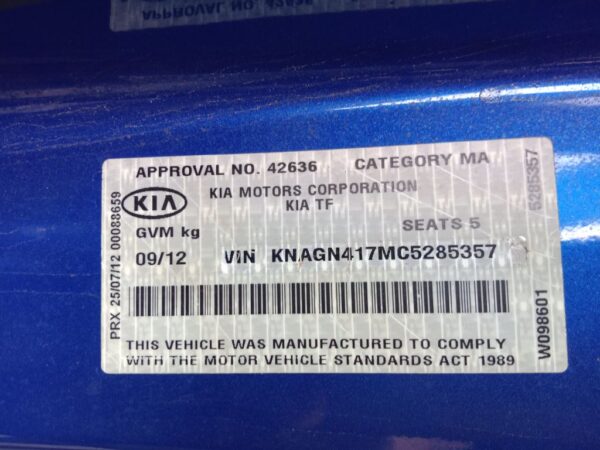 APPROVAL NO. 42636 CATEGORY MA
KIA
KIA MOTORS CORPORATION
KIA TF
GVM kg SEATS 5
09/12 VIN KNAGN417MC5285357
THIS VEHICLE WAS MANUFACTURED TO COMPLY
WITH THE MOTOR VEHICLE STANDARDS ACT 1989
PRX 25/07/12 00088659
5285357
W098601